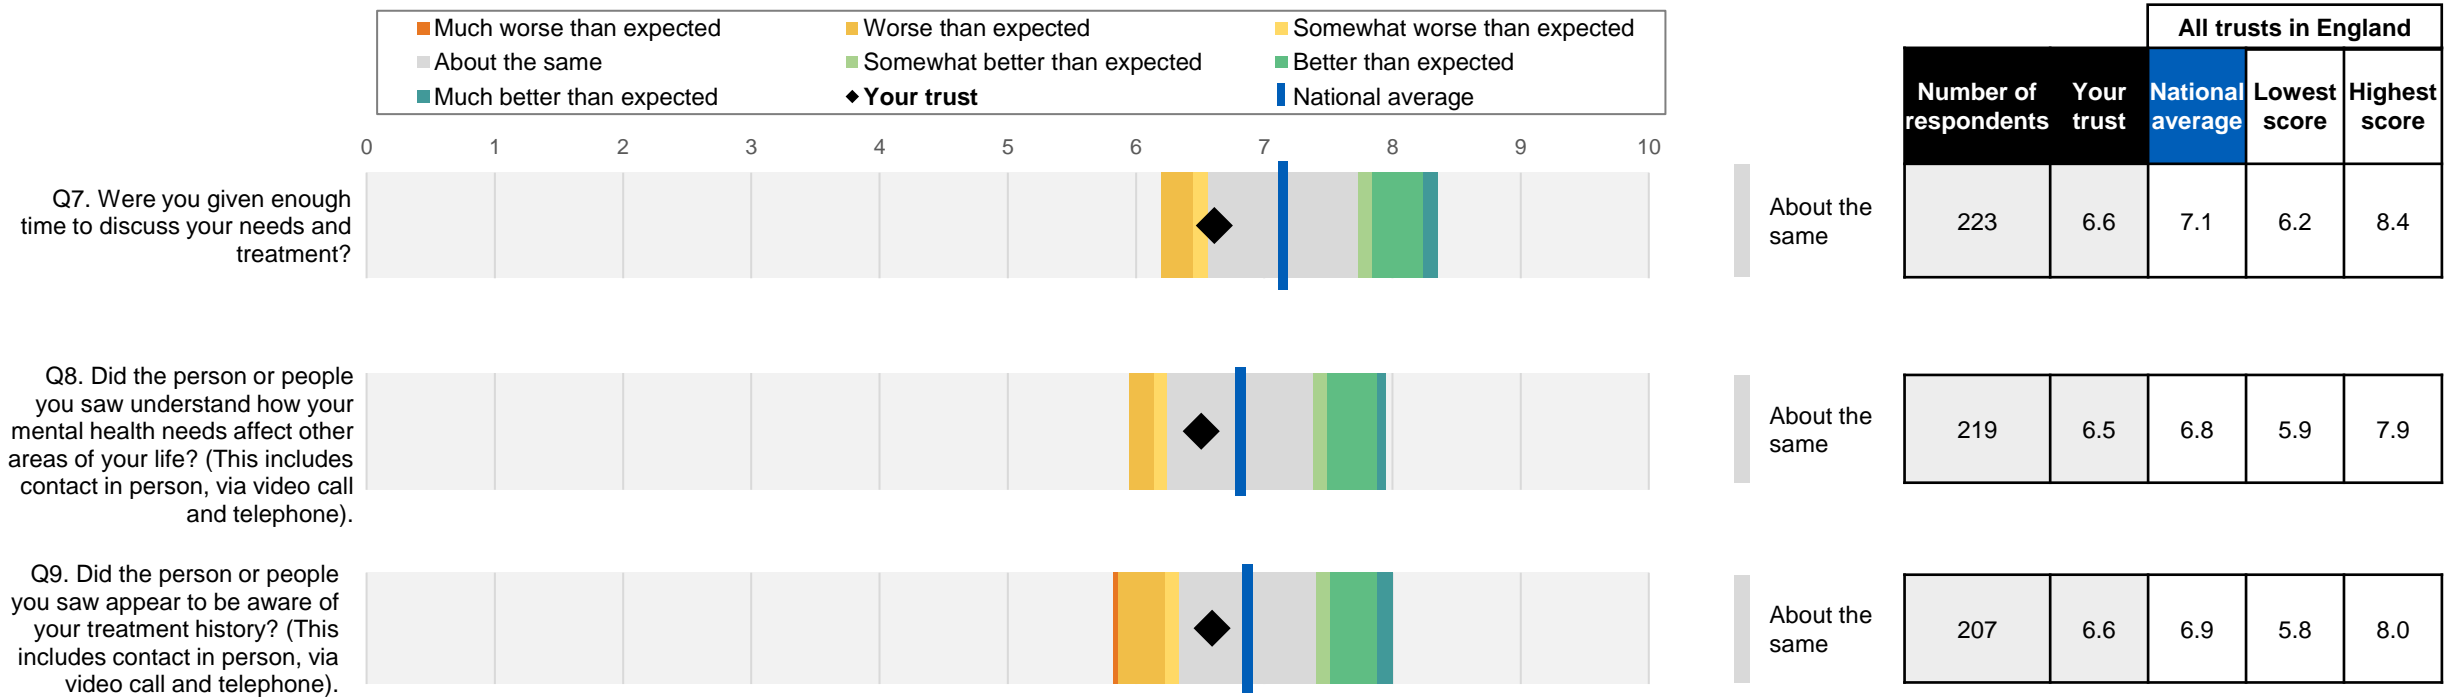 Much worse than expected
Worse than expected
Somewhat worse than expected
About the same
Somewhat better than expected
Better than expected
Much better than expected
Your trust
National average
All trusts in England
Number of respondents
Your trust
National average
Lowest score
Highest score
0 1 2 3 4 5 6 7 8 9 10
Q7. Were you given enough
time to discuss your needs and
treatment?
About the
same
223 6.6 7.1 6.2 8.4
Q8. Did the person or people
you saw understand how your
mental health needs affect other
areas of your life? (This includes
contact in person, via video call
and telephone).
About the
same
219 6.5 6.8 5.9 7.9
Q9. Did the person or people
you saw appear to be aware of
your treatment history? (This
includes contact in person, via
video call and telephone).
About the
same
207 6.6 6.9 5.8 8.0